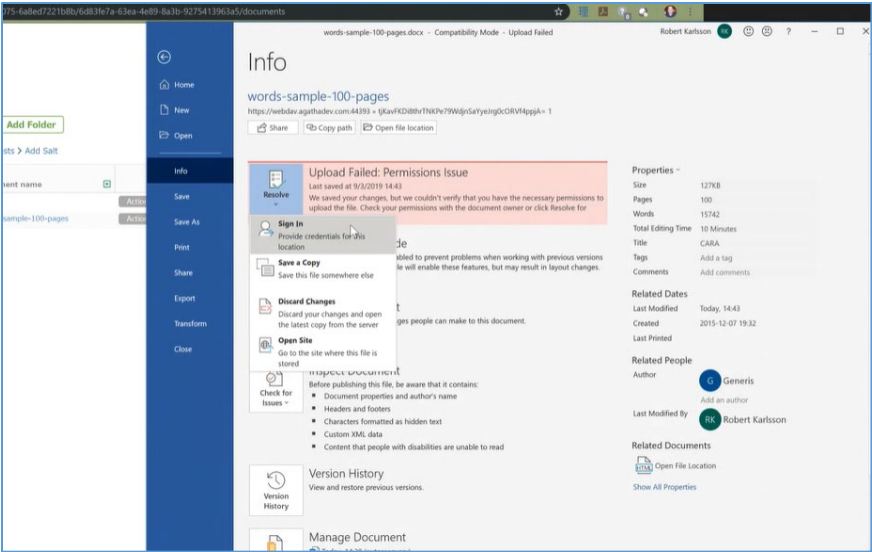 075-6a8ed7221b8b/6d83fe7a-63ea-4e89-8a3b-9275413963a5/documents
words-sample-100-pages.docx - Compatibility Mode - Upload Failed
Robert Karlsson RK ?
Add Folder
sts > Add Salt
ment name
Action
sample-100-pages
Action
Home
New
Open
Info
Save
Save As
Print
Share
Export
Transform
Close
Info
words-sample-100-pages
Share
Copy path
Open file location
Resolve
Upload Failed: Permissions Issue
Last saved at 9/3/2019 14:43
We saved your changes, but we couldn't verify that you have the necessary permissions to
upload the file. Check your permissions with the document owner or click Resolve for
Sign In
Provide credentials for this
location
Save a Copy
Save this file somewhere else
Discard Changes
Discard your changes and open
the latest copy from the server
Open Site
Go to the site where this file is
stored
de
abled to prevent problems when working with previous versions
le will enable these features, but may result in layout changes.
t
ges people can make to this document.
Check for
Issues
Inspect Document
Before publishing this file, be aware that it contains:
Document properties and author's name
Headers and footers
Characters formatted as hidden text
Custom XML data
Content that people with disabilities are unable to read
Version
History
Version History
View and restore previous versions.
Manage Document
Properties
Size 127KB
Pages 100
Words 15742
Total Editing Time 10 Minutes
Title CARA
Tags Add a tag
Comments Add comments
Related Dates
Last Modified Today, 14:43
Created 2015-12-07 19:32
Last Printed
Related People
Author G Generis
Add an author
Last Modified By RK Robert Karlsson
Related Documents
HTML Open File Location
Show All Properties